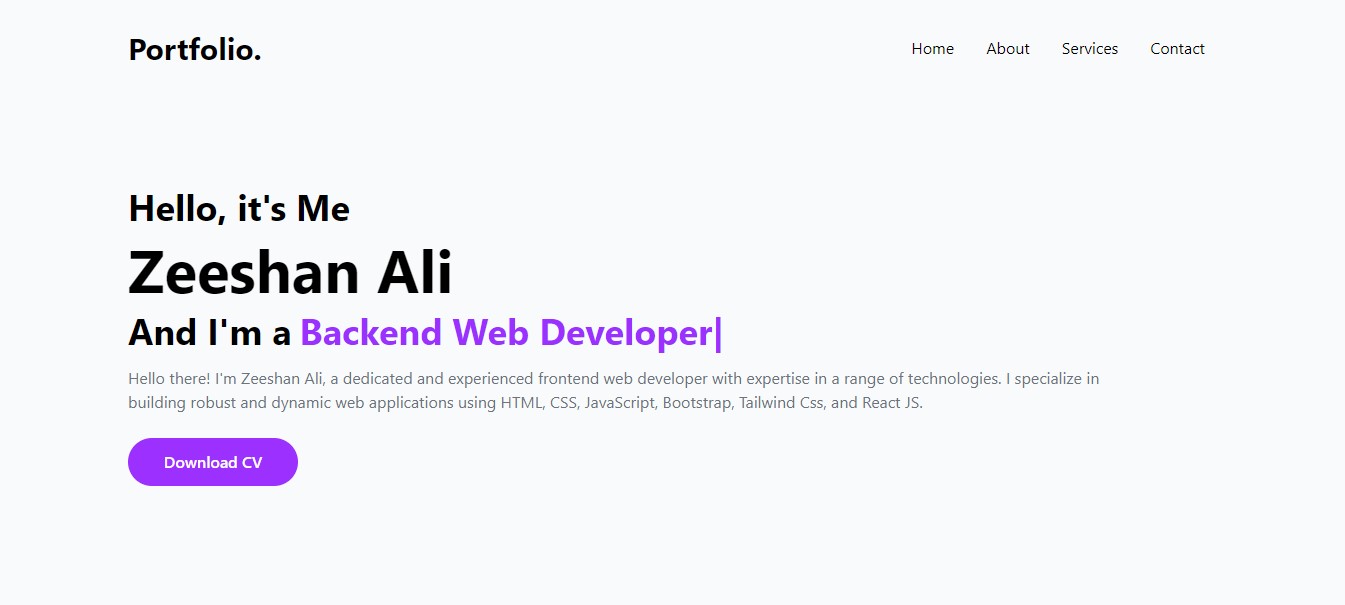 Portfolio.
Home About Services Contact
Hello, it's Me
Zeeshan Ali
And I'm a Backend Web Developer|
Hello there! I'm Zeeshan Ali, a dedicated and experienced frontend web developer with expertise in a range of technologies. I specialize in
building robust and dynamic web applications using HTML, CSS, JavaScript, Bootstrap, Tailwind Css, and React JS.
Download CV